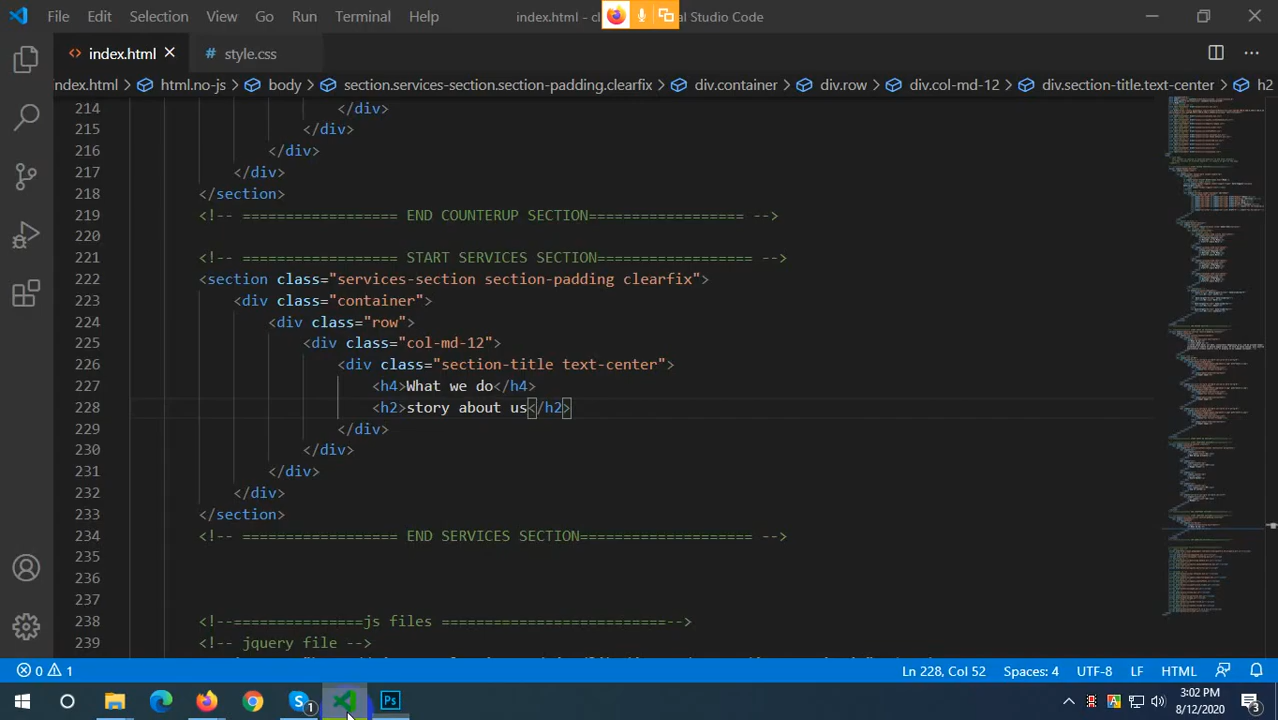 File Edit Selection View Go Run Terminal Help
index.html - cl
al Studio Code
<> index.html × # style.css
index.html > html.no-js > body > section.services-section.section-padding.clearfix > div.container > div.row > div.col-md-12 > div.section-title.text-center > h2
214 </div>
215 </div>
216 </div>
217 </div>
218 </section>
219 <!-- ================== END COUNTERUP SECTION================== -->
220
221 <!-- ================== START SERVICES SECTION================== -->
222 <section class="services-section section-padding clearfix">
223 <div class="container">
224 <div class="row">
225 <div class="col-md-12">
226 <div class="section-title text-center">
227 <h4>What we do</h4>
228 <h2>story about us</h2>
229 </div>
230 </div>
231 </div>
232 </div>
233 </section>
234 <!-- ================== END SERVICES SECTION==================== -->
235
236
237
238 <!--===============js files ==========================-->
239 <!-- jquery file -->
0 1 Ln 228, Col 52 Spaces: 4 UTF-8 LF HTML
S 1 Ps A 3:02 PM
8/12/2020 3